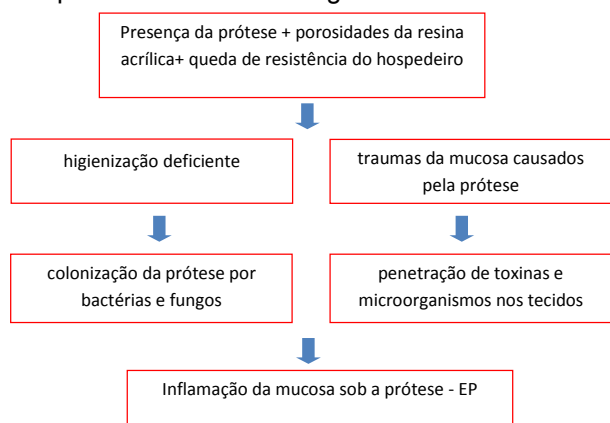 Presença da prótese + porosidades da resina
acrílica+ queda de resistência do hospedeiro
higienização deficiente
traumas da mucosa causados
pela prótese
colonização da prótese por
bactérias e fungos
penetração de toxinas e
microorganismos nos tecidos
Inflamação da mucosa sob a prótese - EP